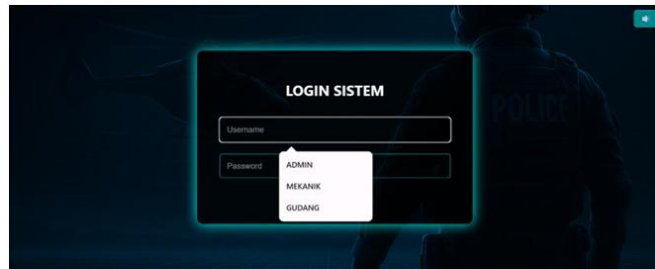 LOGIN SISTEM
POLICE
Username
Password
ADMIN
MEKANIK
GUDANG